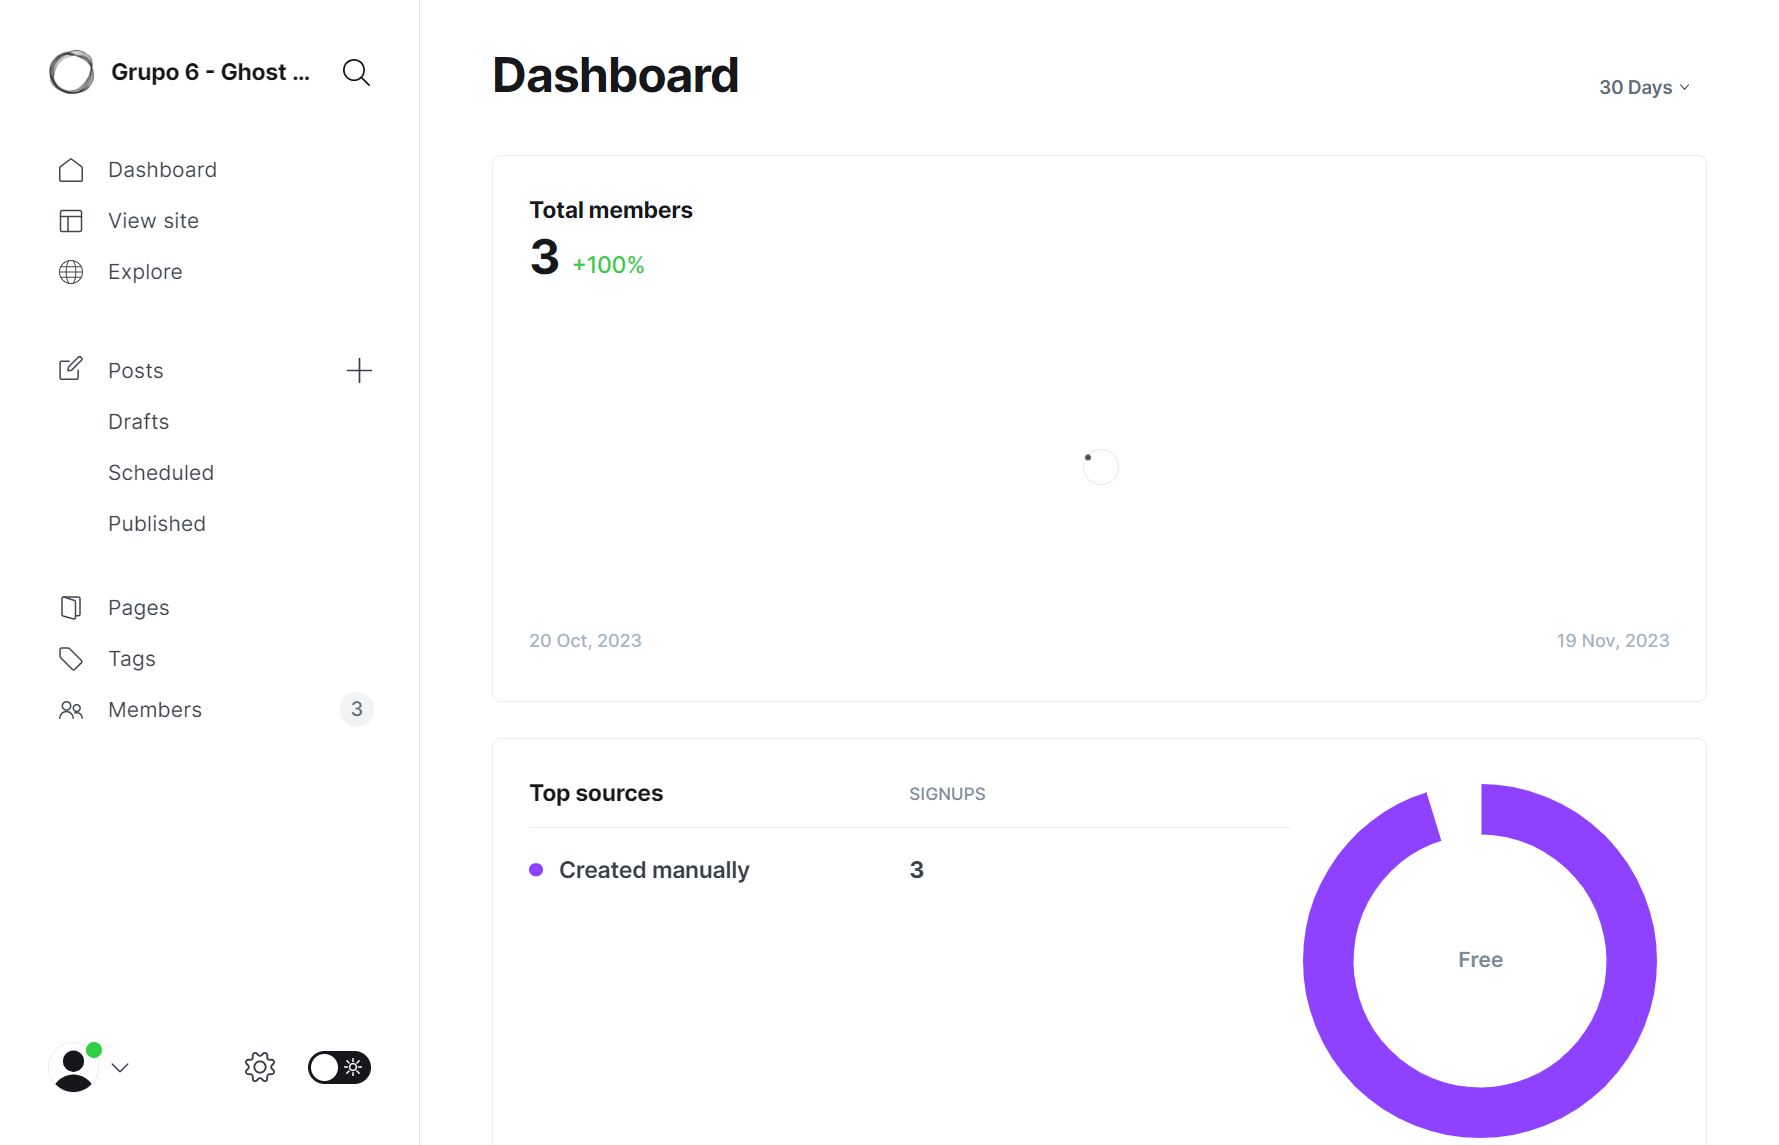 Grupo 6 - Ghost ...
Dashboard
View site
Explore
Posts
Drafts
Scheduled
Published
Pages
Tags
Members
3
Dashboard
30 Days
Total members
3 +100%
20 Oct, 2023
19 Nov, 2023
Top sources
SIGNUPS
Created manually
3
Free